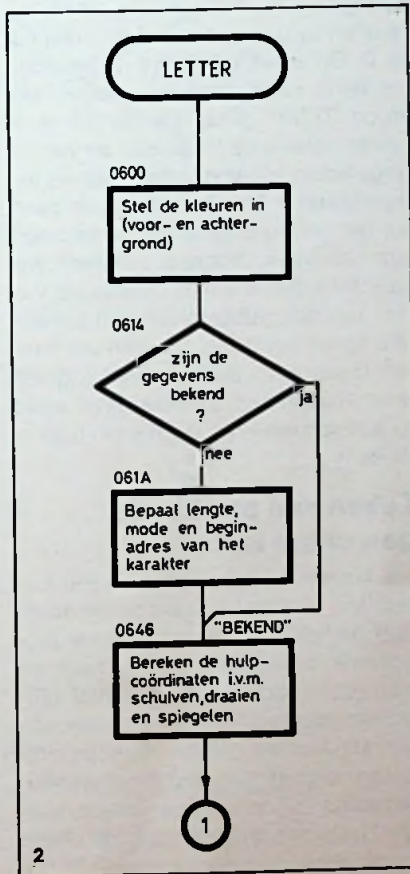 LETTER
0600
Stel de kleuren in
(voor- en achter-
grond)
0614
zijn de
gegevens
bekend
?
ja
nee
061A
Bepaal lengte,
mode en begin-
adres van het
karakter
"BEKEND"
0646
Bereken de hulp-
coördinaten i.v.m.
schuiven,draaien
en spiegelen
1
2